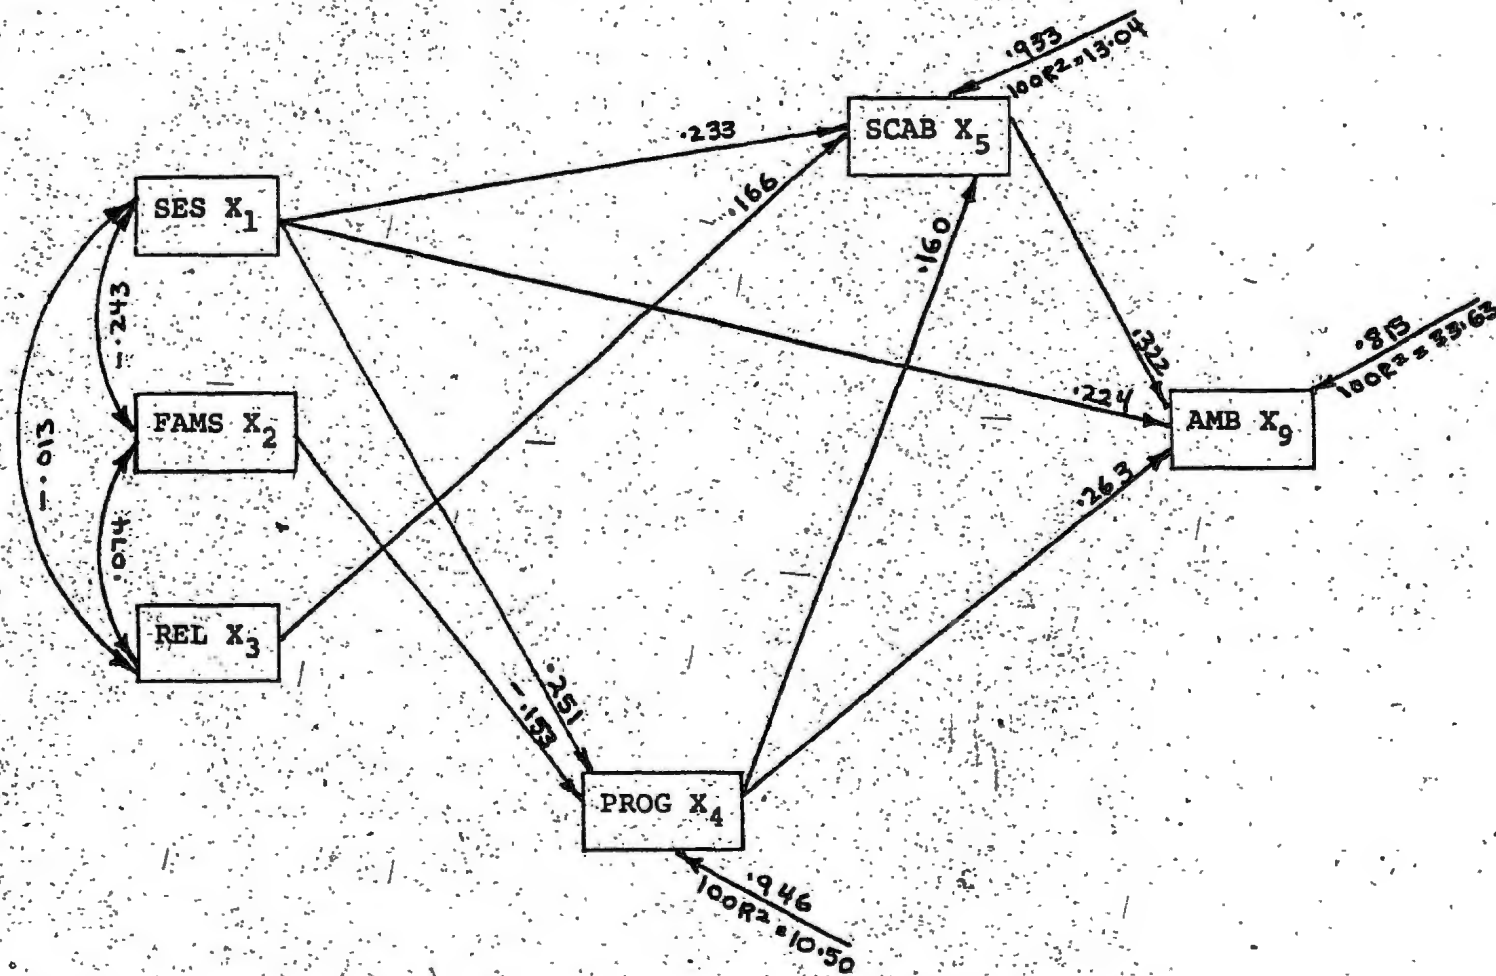 .933
100R2=13.04
SCAB X5
.233
.166
SES X1
.160
-.243
.815
100R2=33.63
.322
.224
AMB X9
FAMS X2
-.013
.263
.074
REL X3
.251
-.153
PROG X4
.946
100R2=10.50